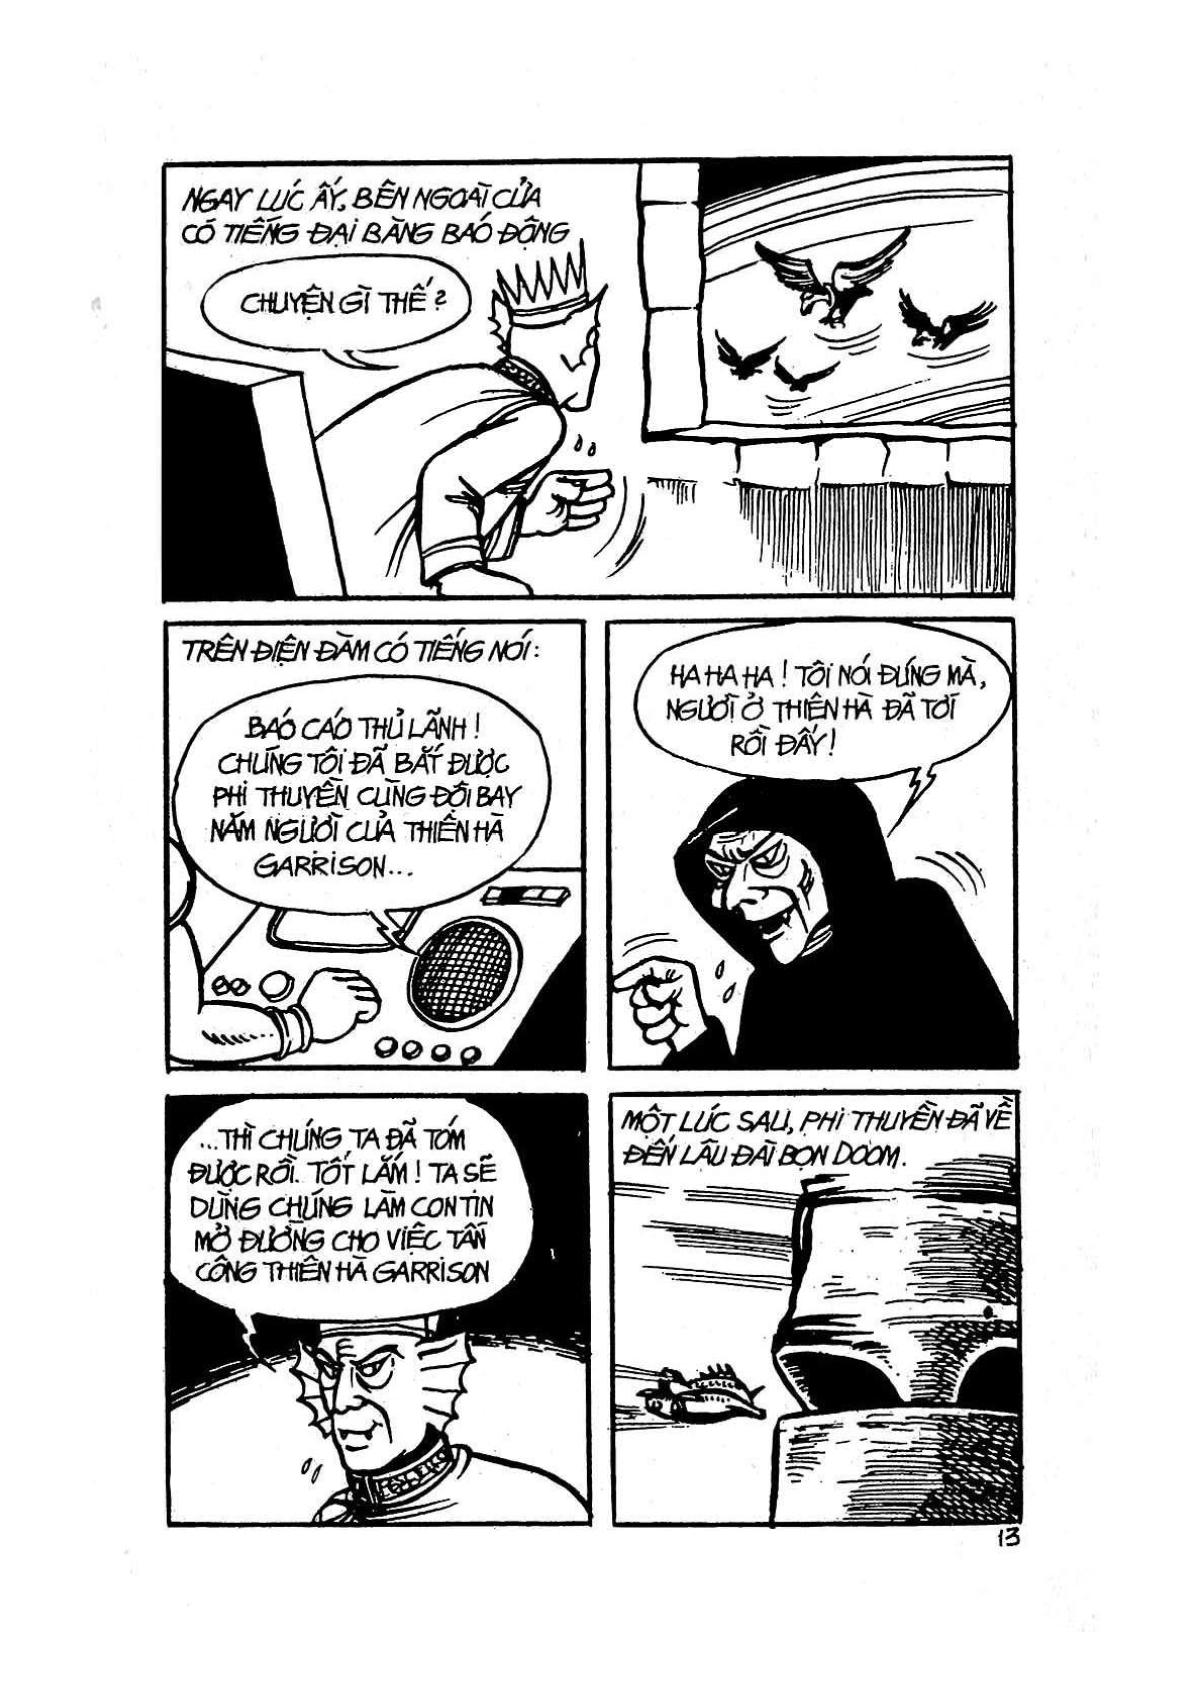 NGAY LÚC ẤY, BÊN NGOÀI CỬA
CÓ TIẾNG ĐẠI BÀNG BÁO ĐỘNG
CHUYỆN GÌ THẾ?
TRÊN ĐIỆN ĐÀM CÓ TIẾNG NÓI:
BÁO CÁO THỦ LÃNH!
CHÚNG TÔI ĐÃ BẮT ĐƯỢC
PHI THUYỀN CÙNG ĐỘI BAY
NĂM NGƯỜI CỦA THIÊN HÀ
GARRISON...
HA HA HA! TÔI NÓI ĐÚNG MÀ,
NGƯỜI Ở THIÊN HÀ ĐÃ TỚI
RỒI ĐẤY!
...THÌ CHÚNG TA ĐÃ TÓM
ĐƯỢC RỒI. TỐT LẮM! TA SẼ
DÙNG CHÚNG LÀM CON TIN
MỞ ĐƯỜNG CHO VIỆC TẤN
CÔNG THIÊN HÀ GARRISON
MỘT LÚC SAU, PHI THUYỀN ĐÃ VỀ
ĐẾN LÂU ĐÀI BỌN DOOM.
13